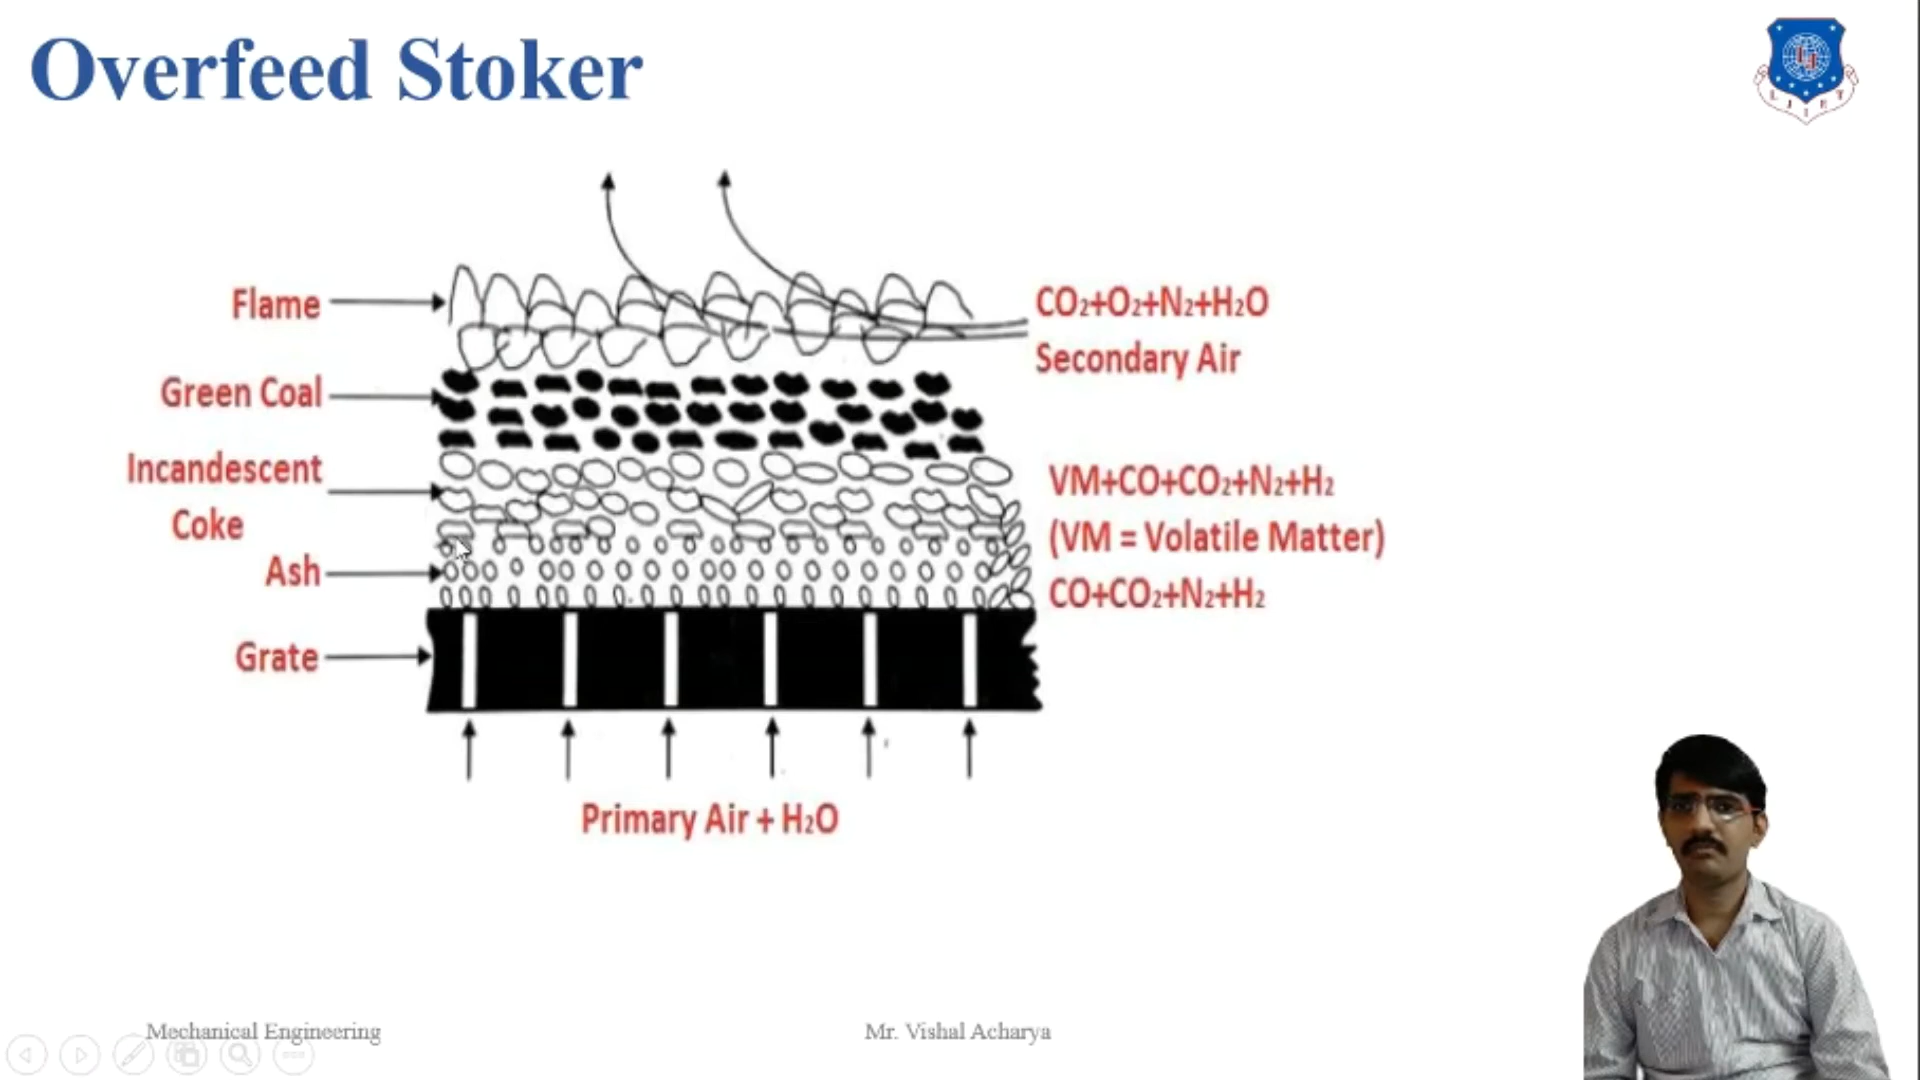 Overfeed Stoker
L J I E T
Flame
CO₂+O₂+N₂+H₂O
Secondary Air
Green Coal
Incandescent
Coke
VM+CO+CO₂+N₂+H₂
(VM = Volatile Matter)
Ash
CO+CO₂+N₂+H₂
Grate
Primary Air + H₂O
Mechanical Engineering
Mr. Vishal Acharya